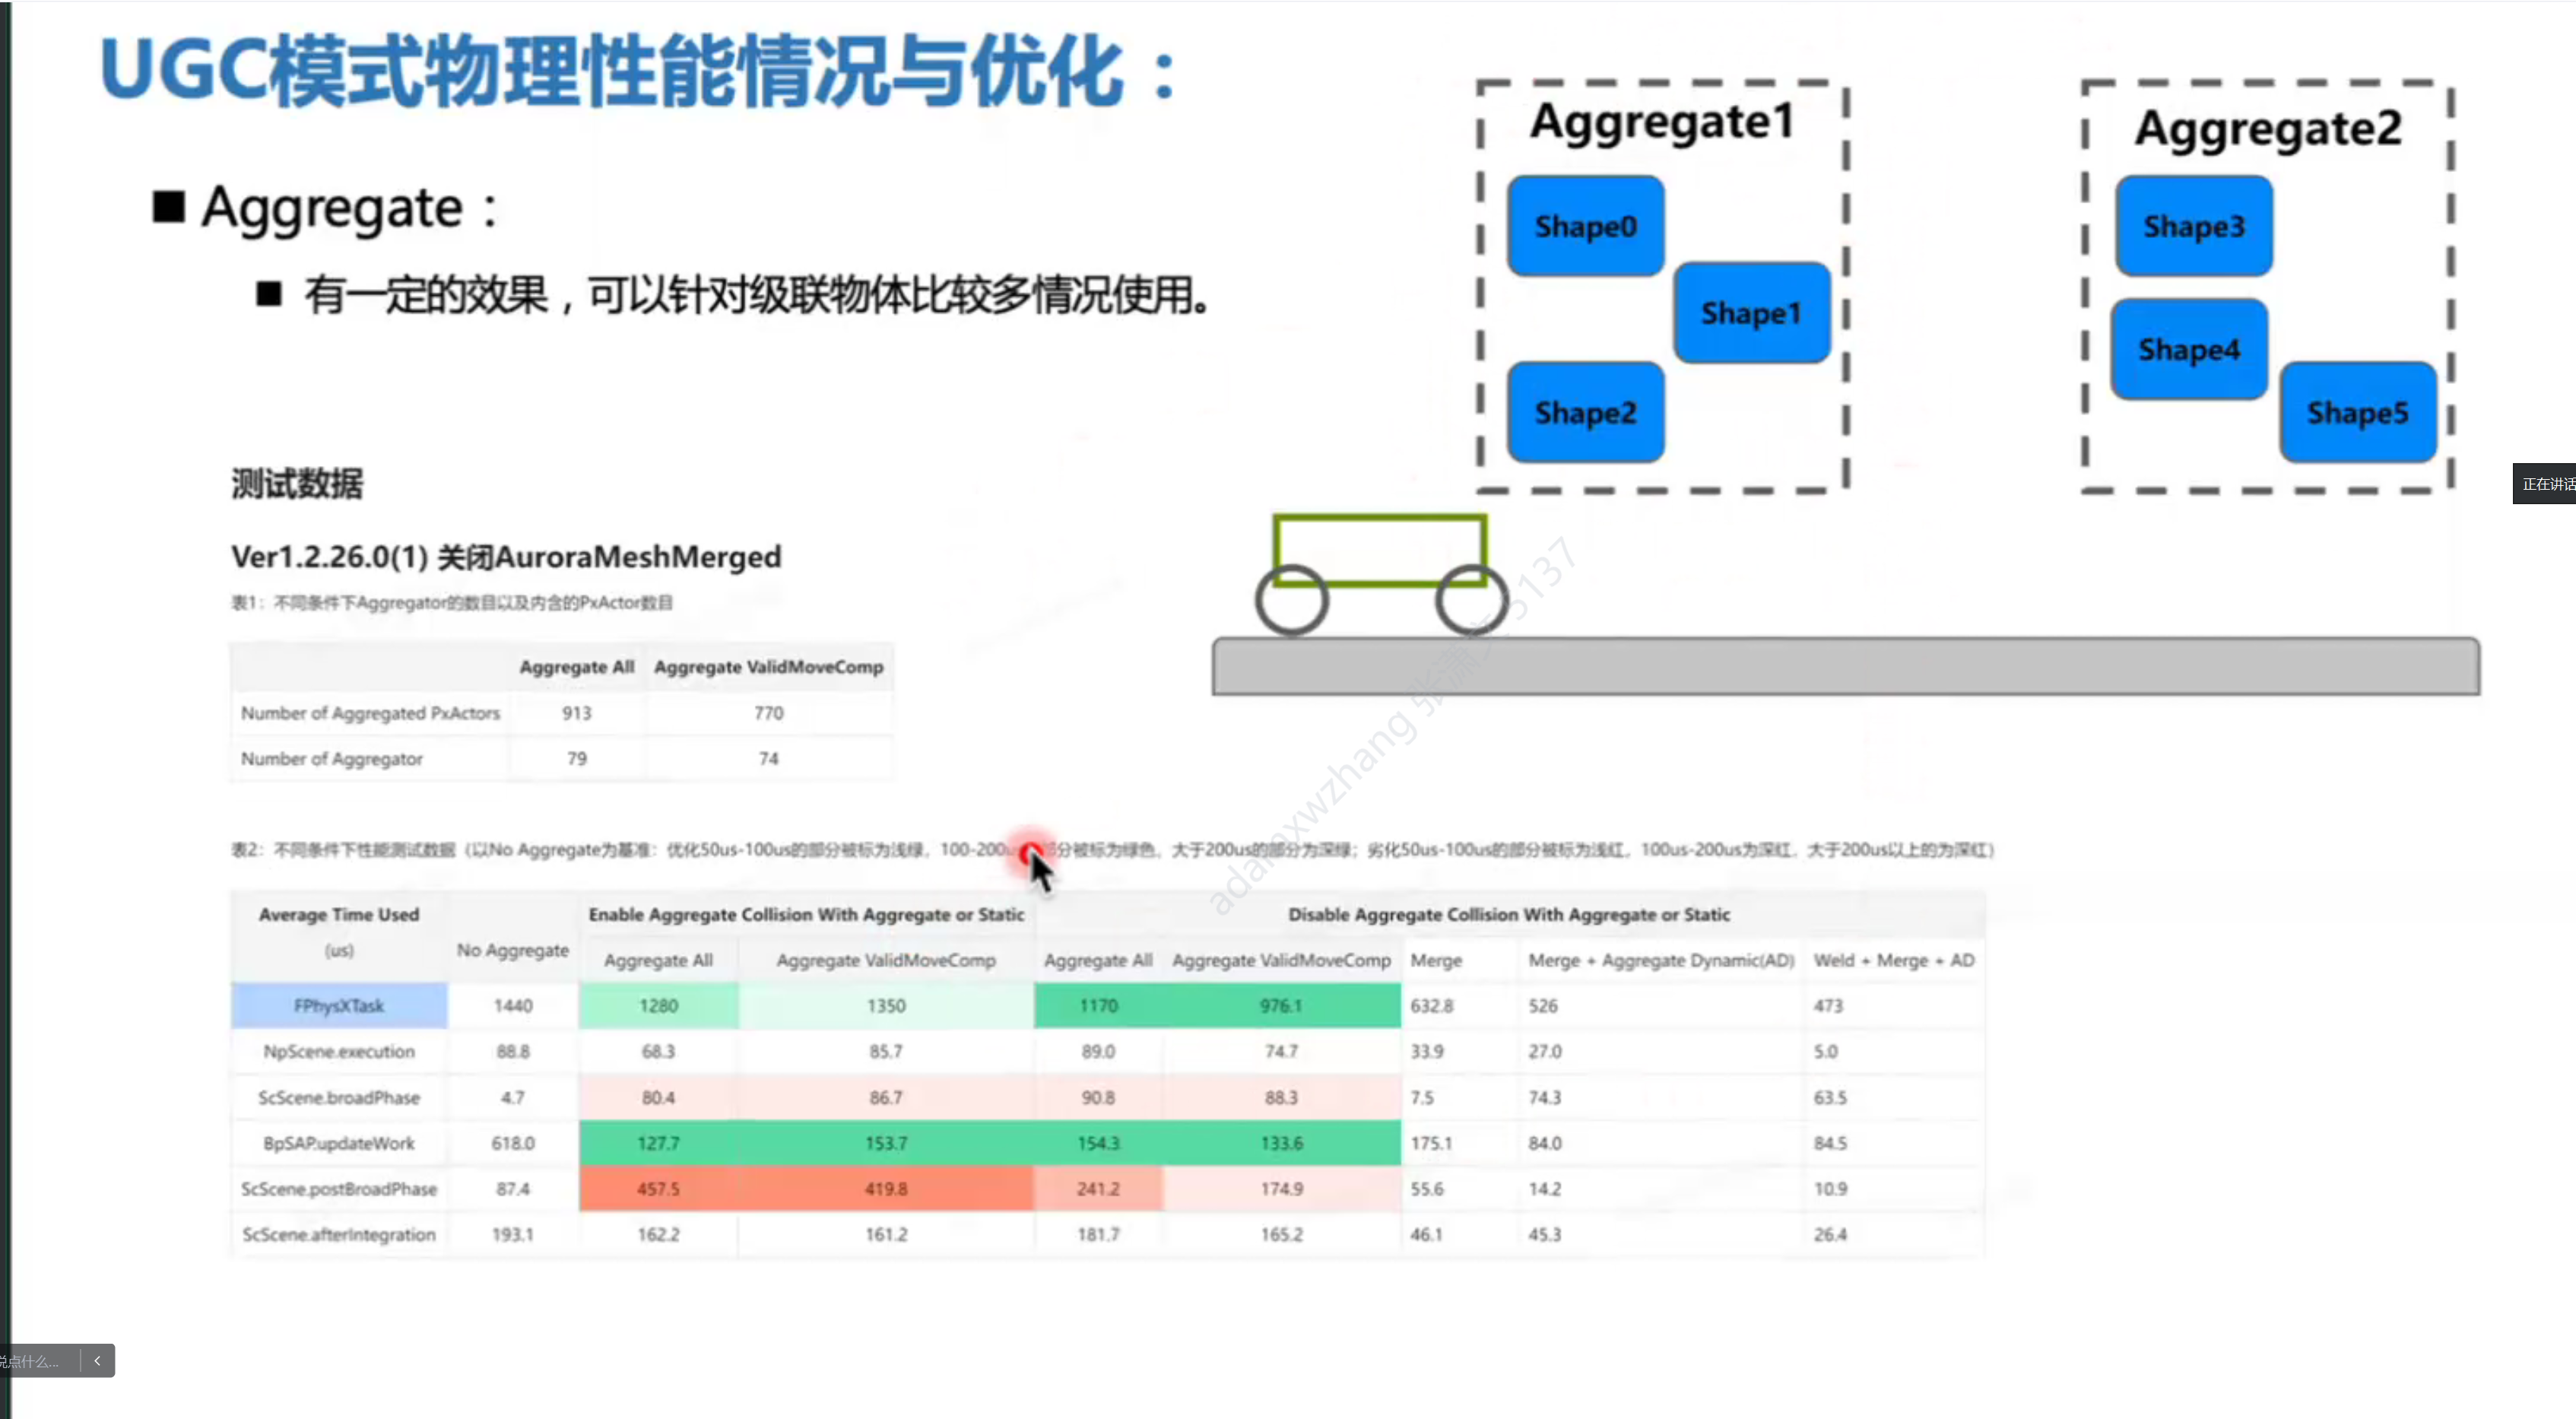 UGC模式物理性能情况与优化：
■ Aggregate：
■ 有一定的效果，可以针对级联物体比较多情况使用。
Aggregate1
Shape0
Shape1
Shape2
Aggregate2
Shape3
Shape4
Shape5
正在讲话
测试数据
Ver1.2.26.0(1) 关闭AuroraMeshMerged
表1：不同条件下Aggregator的数目以及内含的PxActor数目
Aggregate All Aggregate ValidMoveComp
Number of Aggregated PxActors 913 770
Number of Aggregator 79 74
表2：不同条件下性能测试数据（以No Aggregate为基准：优化50us-100us的部分被标为浅绿，100-200us 部分被标为绿色，大于200us的部分为深绿；劣化50us-100us的部分被标为浅红，100us-200us为深红，大于200us以上的为深红）
Average Time Used (us) No Aggregate Enable Aggregate Collision With Aggregate or Static Disable Aggregate Collision With Aggregate or Static
Aggregate All Aggregate ValidMoveComp Aggregate All Aggregate ValidMoveComp Merge Merge + Aggregate Dynamic(AD) Weld + Merge + AD
FPhysXTask 1440 1280 1350 1170 976.1 632.8 526 473
NpScene.execution 88.8 68.3 85.7 89.0 74.7 33.9 27.0 5.0
ScScene.broadPhase 4.7 80.4 86.7 90.8 88.3 7.5 74.3 63.5
BpSAP.updateWork 618.0 127.7 153.7 154.3 133.6 175.1 84.0 84.5
ScScene.postBroadPhase 87.4 457.5 419.8 241.2 174.9 55.6 14.2 10.9
ScScene.afterIntegration 193.1 162.2 161.2 181.7 165.2 46.1 45.3 26.4
说点什么...